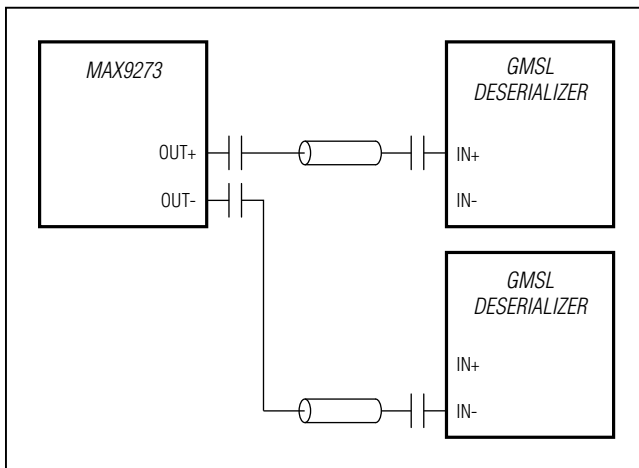 MAX9273
OUT+
OUT-
GMSL
DESERIALIZER
IN+
IN-
GMSL
DESERIALIZER
IN+
IN-